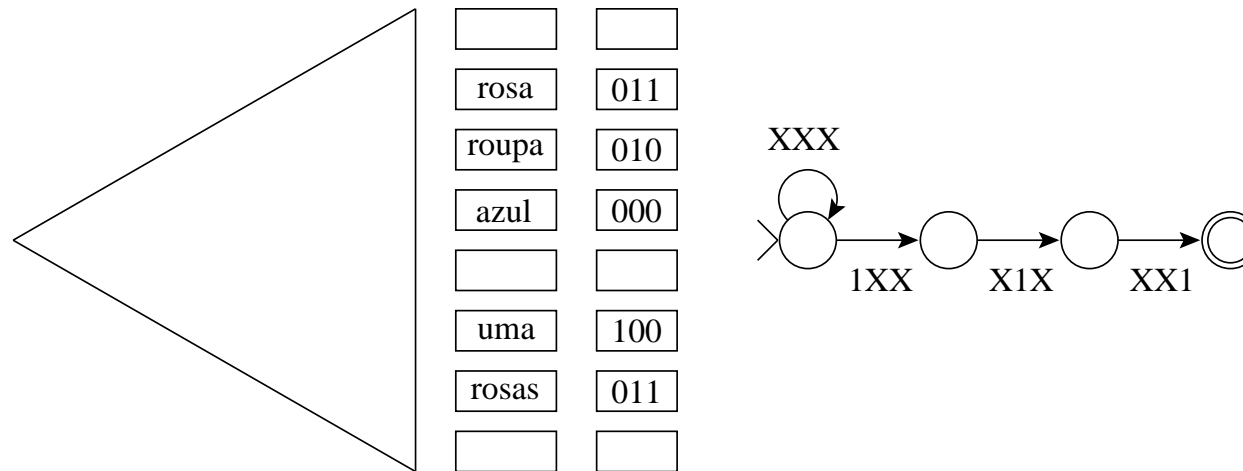 rosa 011
roupa 010
azul 000
uma 100
rosas 011
XXX
1XX X1X XX1